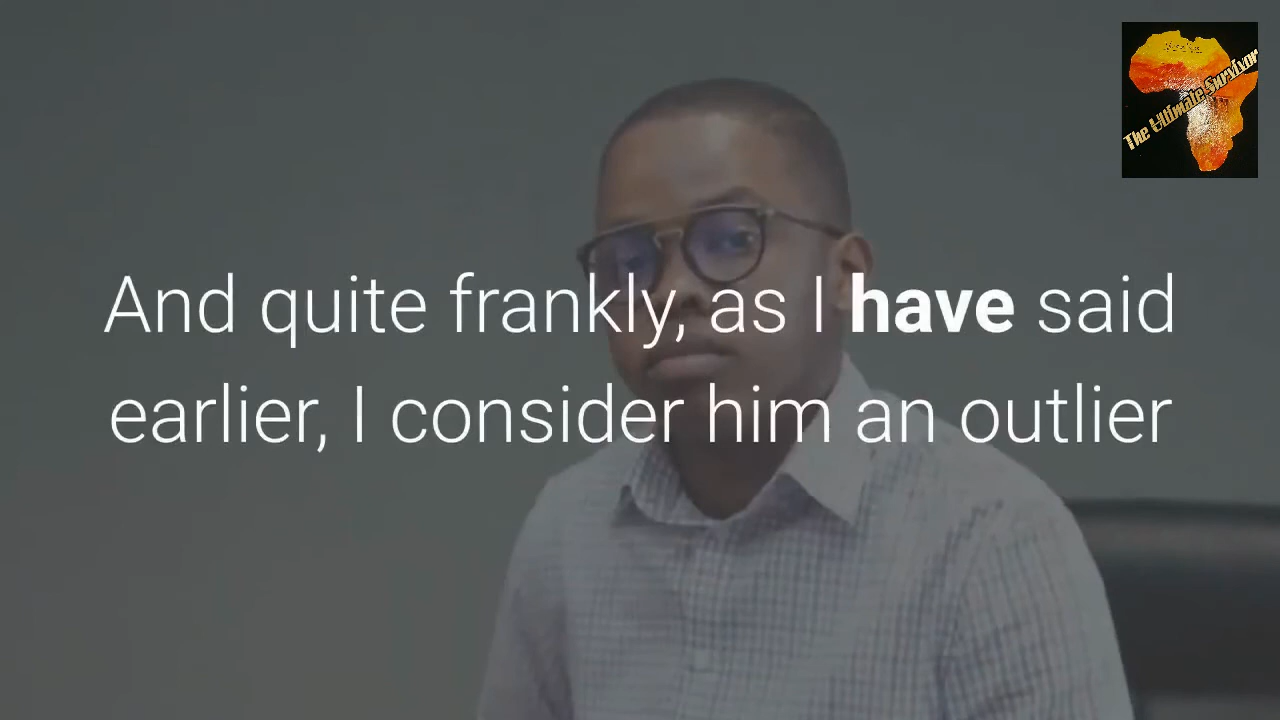 The Ultimate Survivor
And quite frankly, as I have said
earlier, I consider him an outlier